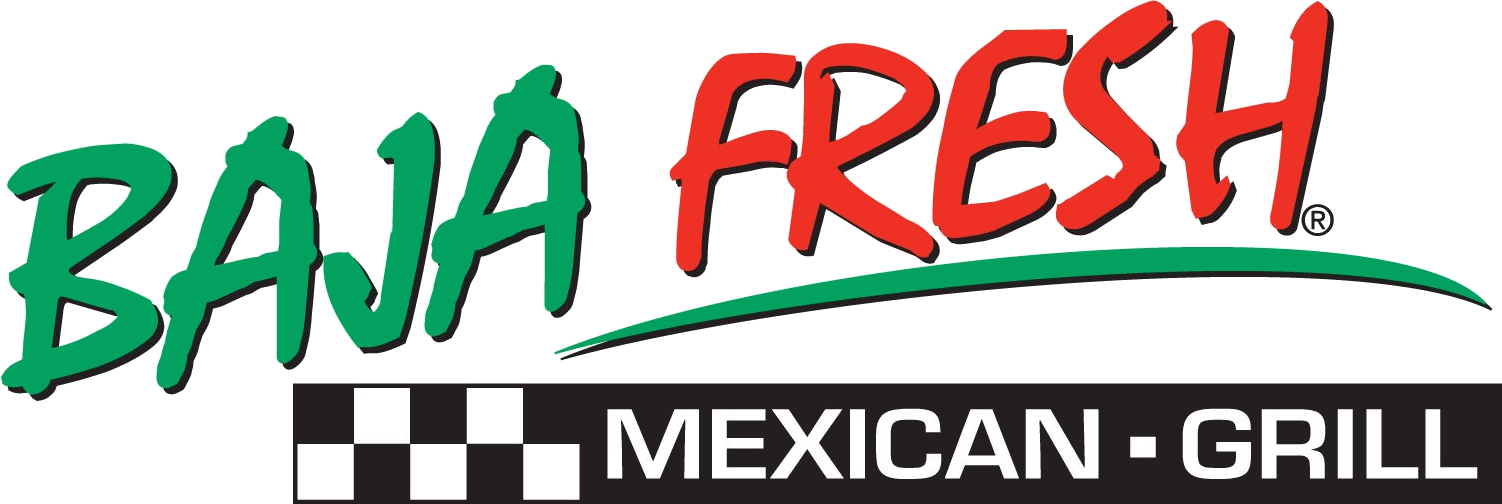 BAJA FRESH®
MEXICAN ▪ GRILL